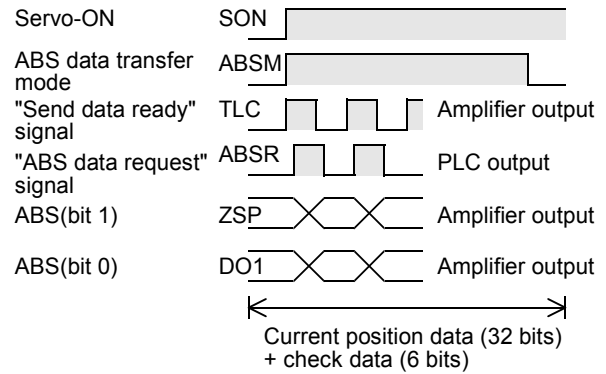 Servo-ON SON
ABS data transfer mode ABSM
"Send data ready" signal TLC Amplifier output
"ABS data request" signal ABSR PLC output
ABS(bit 1) ZSP Amplifier output
ABS(bit 0) DO1 Amplifier output
Current position data (32 bits)
+ check data (6 bits)